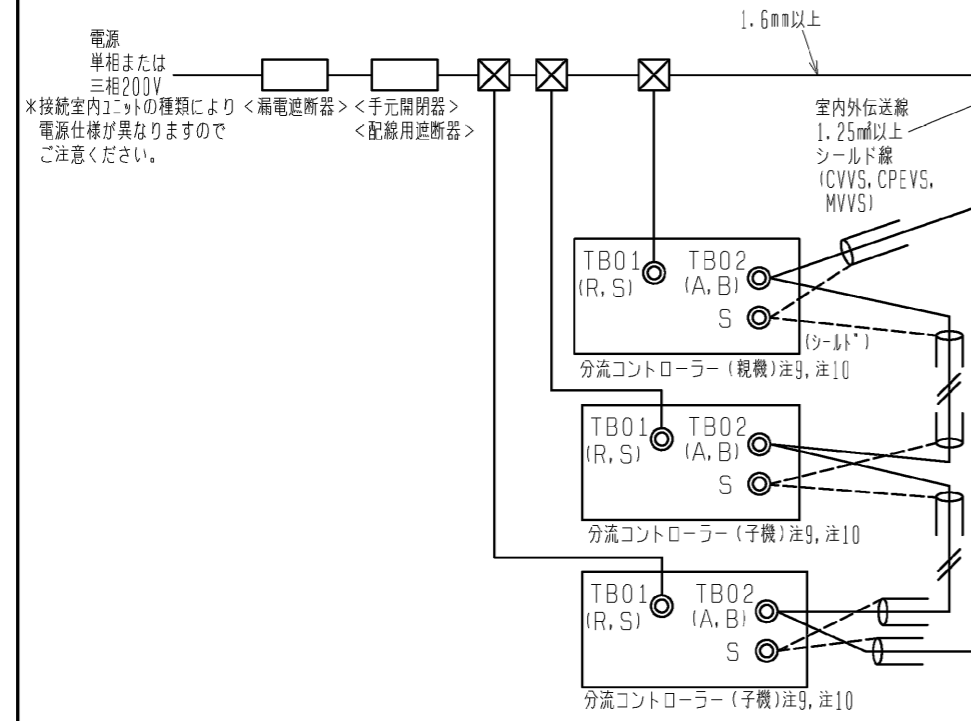 1.6mm以上
電源
単相または
三相200V
*接続室内ユニットの種類により
電源仕様が異なりますので
ご注意ください。
<漏電遮断器>
<手元開閉器>
<配線用遮断器>
室内外伝送線
1.25㎟以上
シールド線
(CVVS, CPEVS,
MVVS)
TB01
(R, S)
TB02
(A, B)
S
(シールド)
分流コントローラー(親機)注9, 注10
TB01
(R, S)
TB02
(A, B)
S
分流コントローラー(子機)注9, 注10
TB01
(R, S)
TB02
(A, B)
S
分流コントローラー(子機)注9, 注10